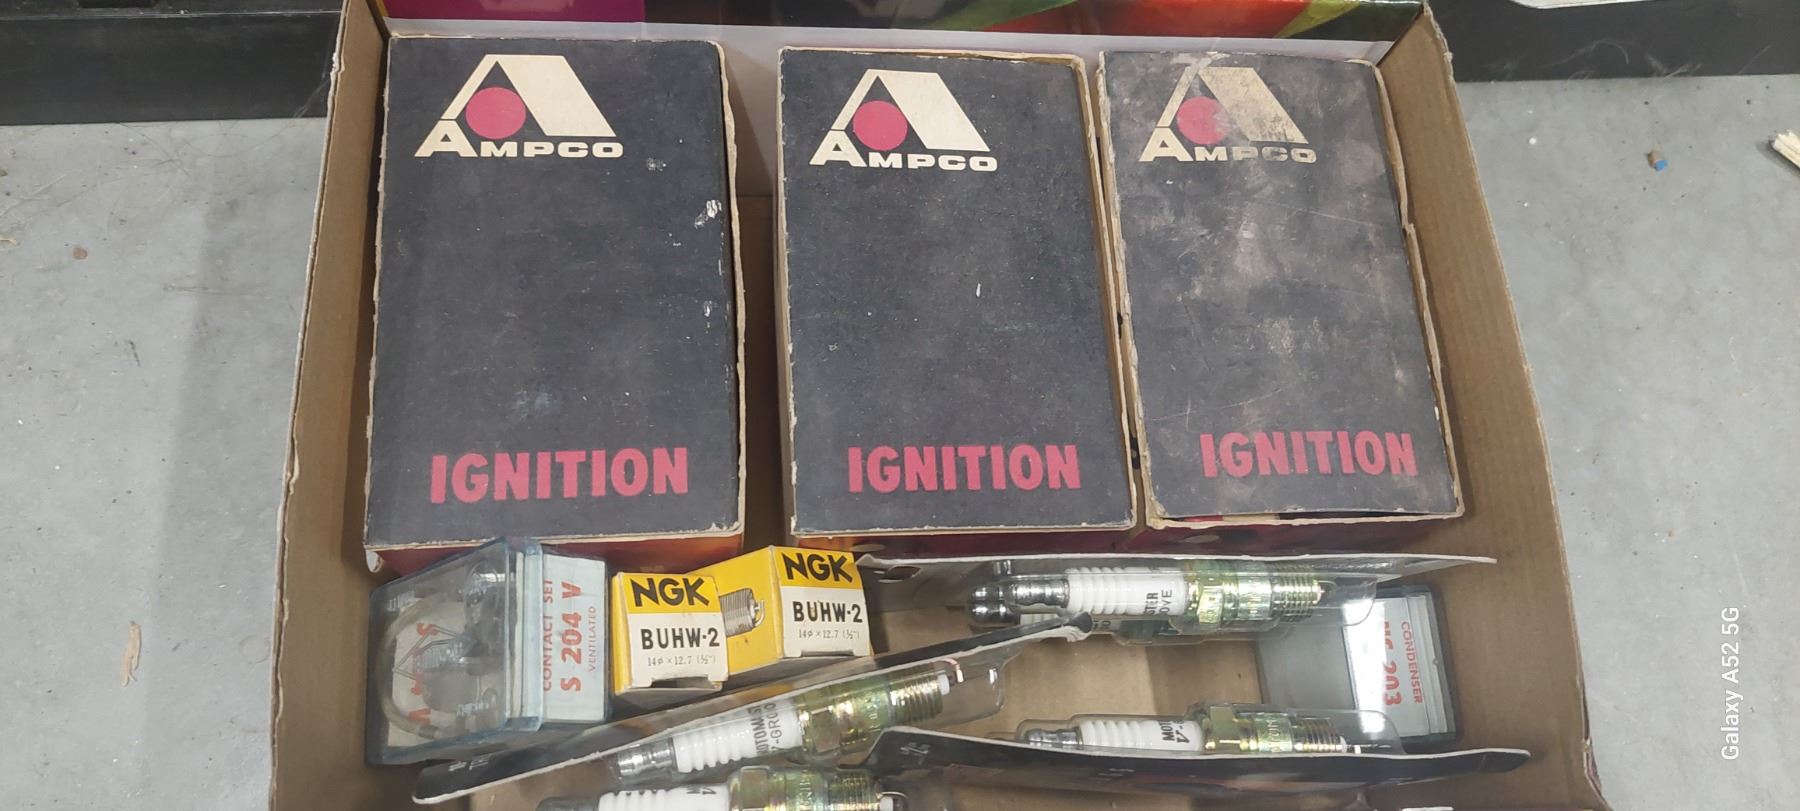 AMPCO
IGNITION
AMPCO
IGNITION
AMPCO
IGNITION
CONTACT SET
S 204 V
VENTILATED
NGK
BUHW-2
14φ×12.7 (½")
NGK
BUHW-2
14φ×12.7 (½")
CONDENSER
Galaxy A52 5G